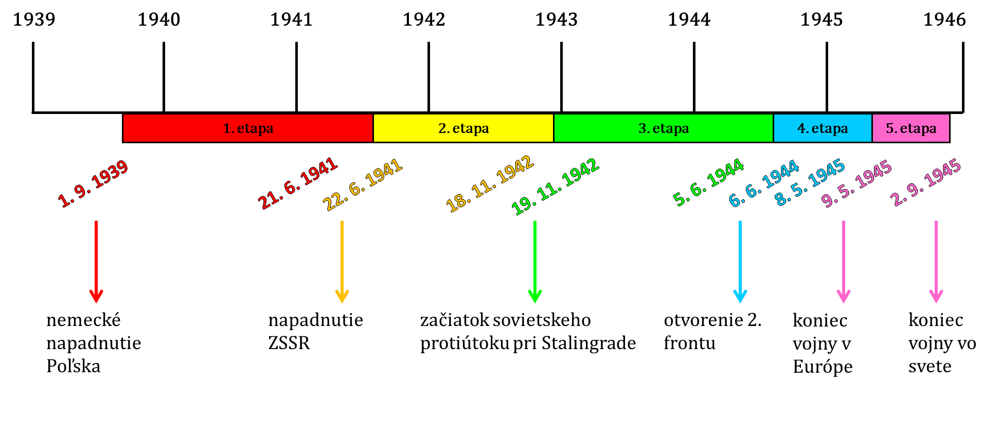 1939 1940 1941 1942 1943 1944 1945 1946
1. etapa 2. etapa 3. etapa 4. etapa 5. etapa
1. 9. 1939 21. 6. 1941 22. 6. 1941 18. 11. 1942 19. 11. 1942 5. 6. 1944 6. 6. 1944 8. 5. 1945 9. 5. 1945 2. 9. 1945
nemecké
napadnutie
Poľska
napadnutie
ZSSR
začiatok sovietskeho
protiútoku pri Stalingrade
otvorenie 2.
frontu
koniec
vojny v
Európe
koniec
vojny vo
svete